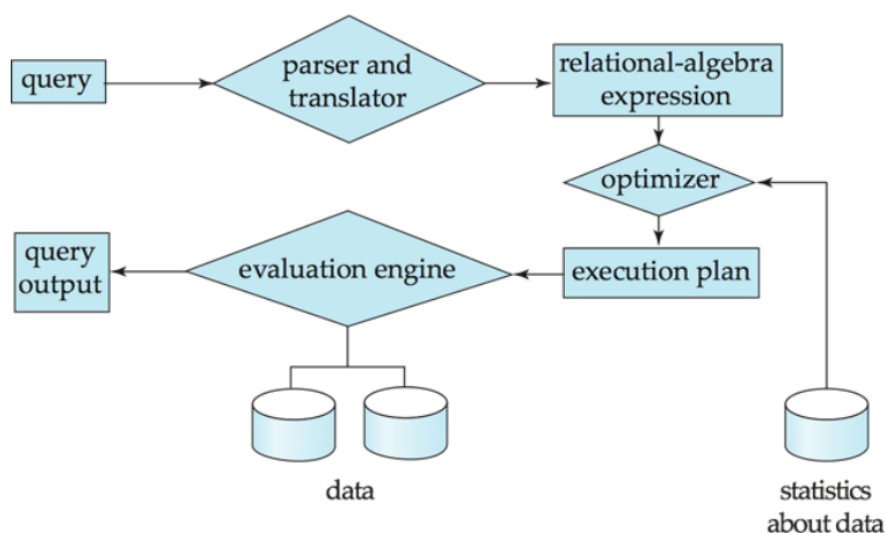 query
parser and
translator
relational-algebra
expression
optimizer
query
output
evaluation engine
execution plan
data
statistics
about data